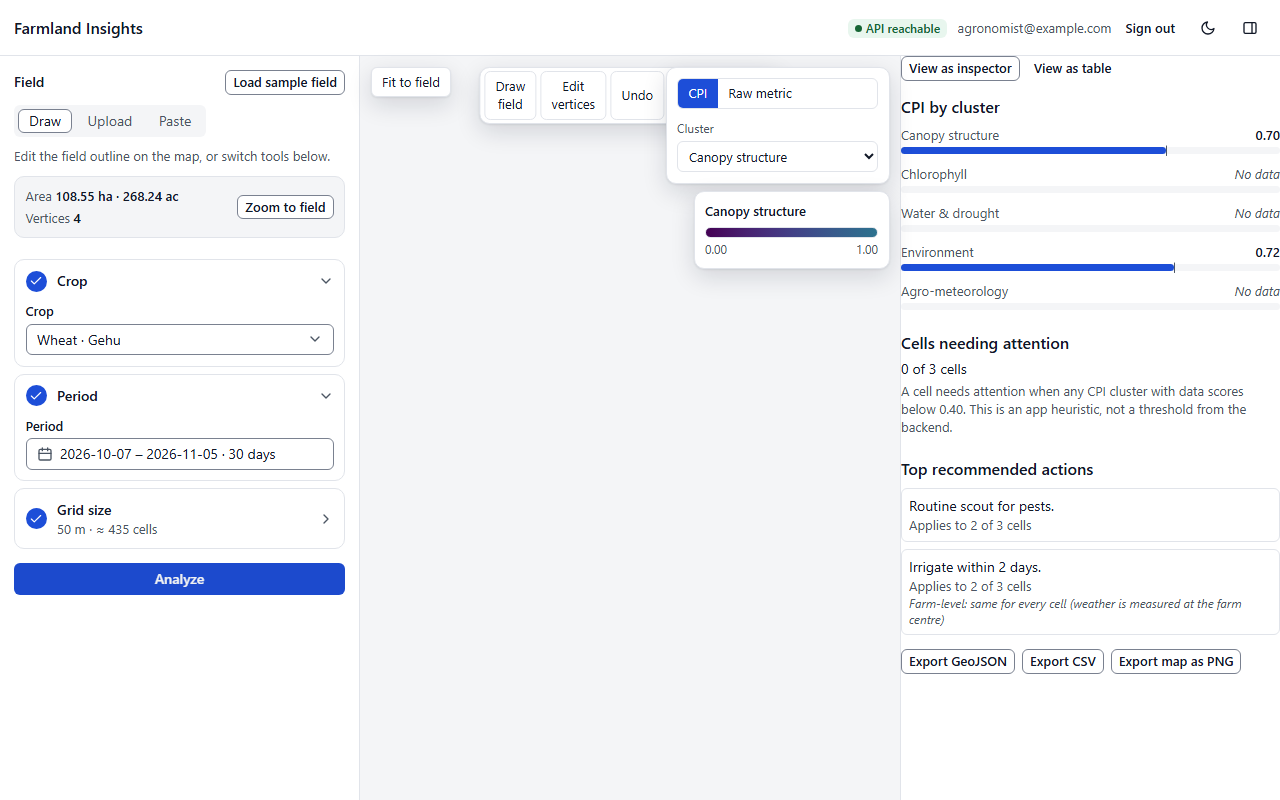 Farmland Insights
API reachable
agronomist@example.com
Sign out
Field
Load sample field
Draw
Upload
Paste
Edit the field outline on the map, or switch tools below.
Area 108.55 ha · 268.24 ac
Vertices 4
Zoom to field
Crop
Crop
Wheat · Gehu
Period
Period
2026-10-07 – 2026-11-05 · 30 days
Grid size
50 m · ≈ 435 cells
Analyze
Fit to field
Draw
field
Edit
vertices
Undo
CPI
Raw metric
Cluster
Canopy structure
Canopy structure
0.00
1.00
View as inspector
View as table
CPI by cluster
Canopy structure
0.70
Chlorophyll
No data
Water & drought
No data
Environment
0.72
Agro-meteorology
No data
Cells needing attention
0 of 3 cells
A cell needs attention when any CPI cluster with data scores
below 0.40. This is an app heuristic, not a threshold from the
backend.
Top recommended actions
Routine scout for pests.
Applies to 2 of 3 cells
Irrigate within 2 days.
Applies to 2 of 3 cells
Farm-level: same for every cell (weather is measured at the farm
centre)
Export GeoJSON
Export CSV
Export map as PNG